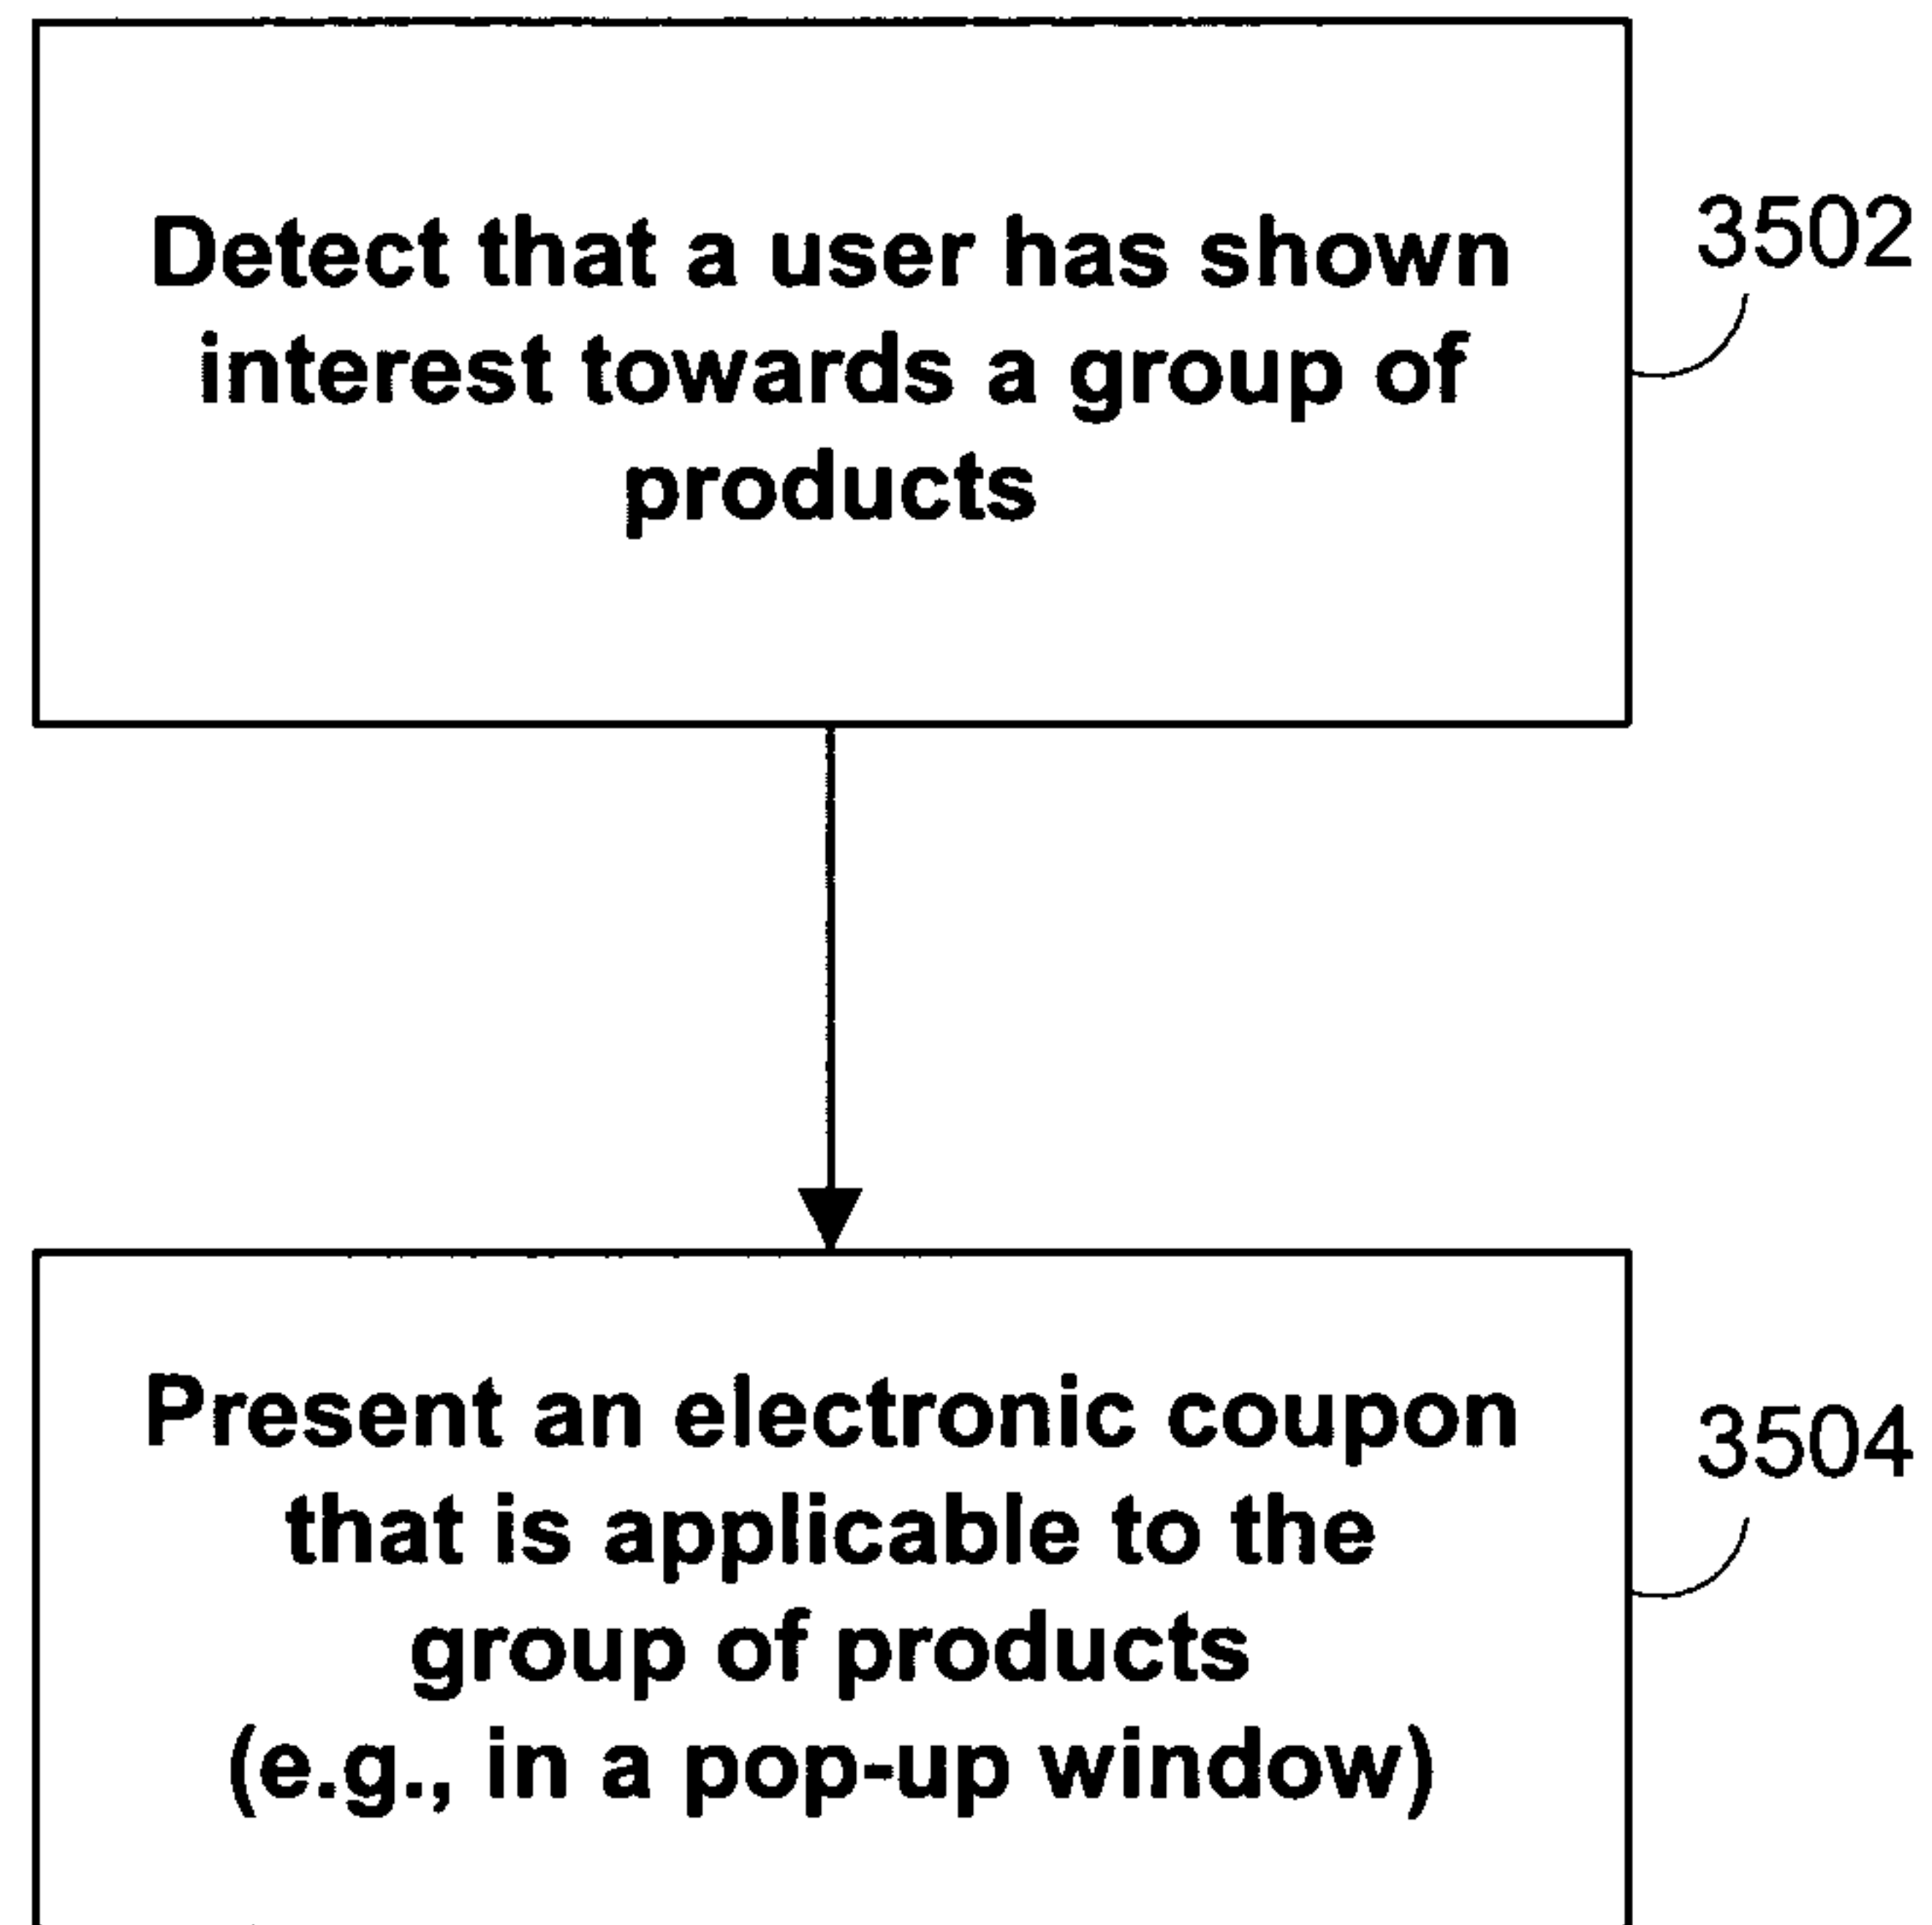 Detect that a user has shown
interest towards a group of
products
3502
Present an electronic coupon
that is applicable to the
group of products
(e.g., in a pop-up window)
3504